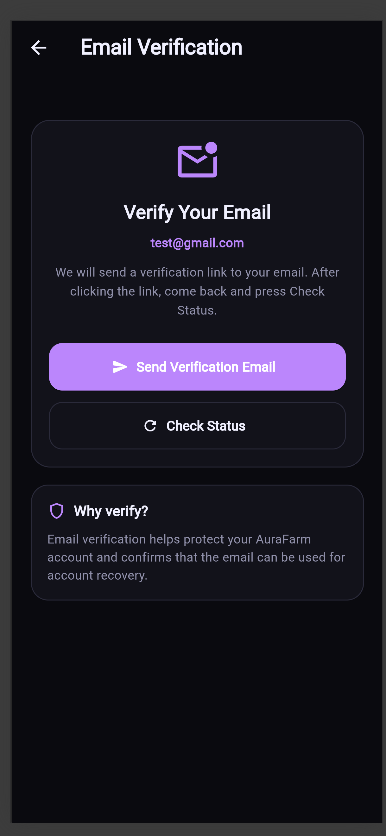 Email Verification
Verify Your Email
test@gmail.com
We will send a verification link to your email. After
clicking the link, come back and press Check
Status.
Send Verification Email
Check Status
Why verify?
Email verification helps protect your AuraFarm
account and confirms that the email can be used for
account recovery.